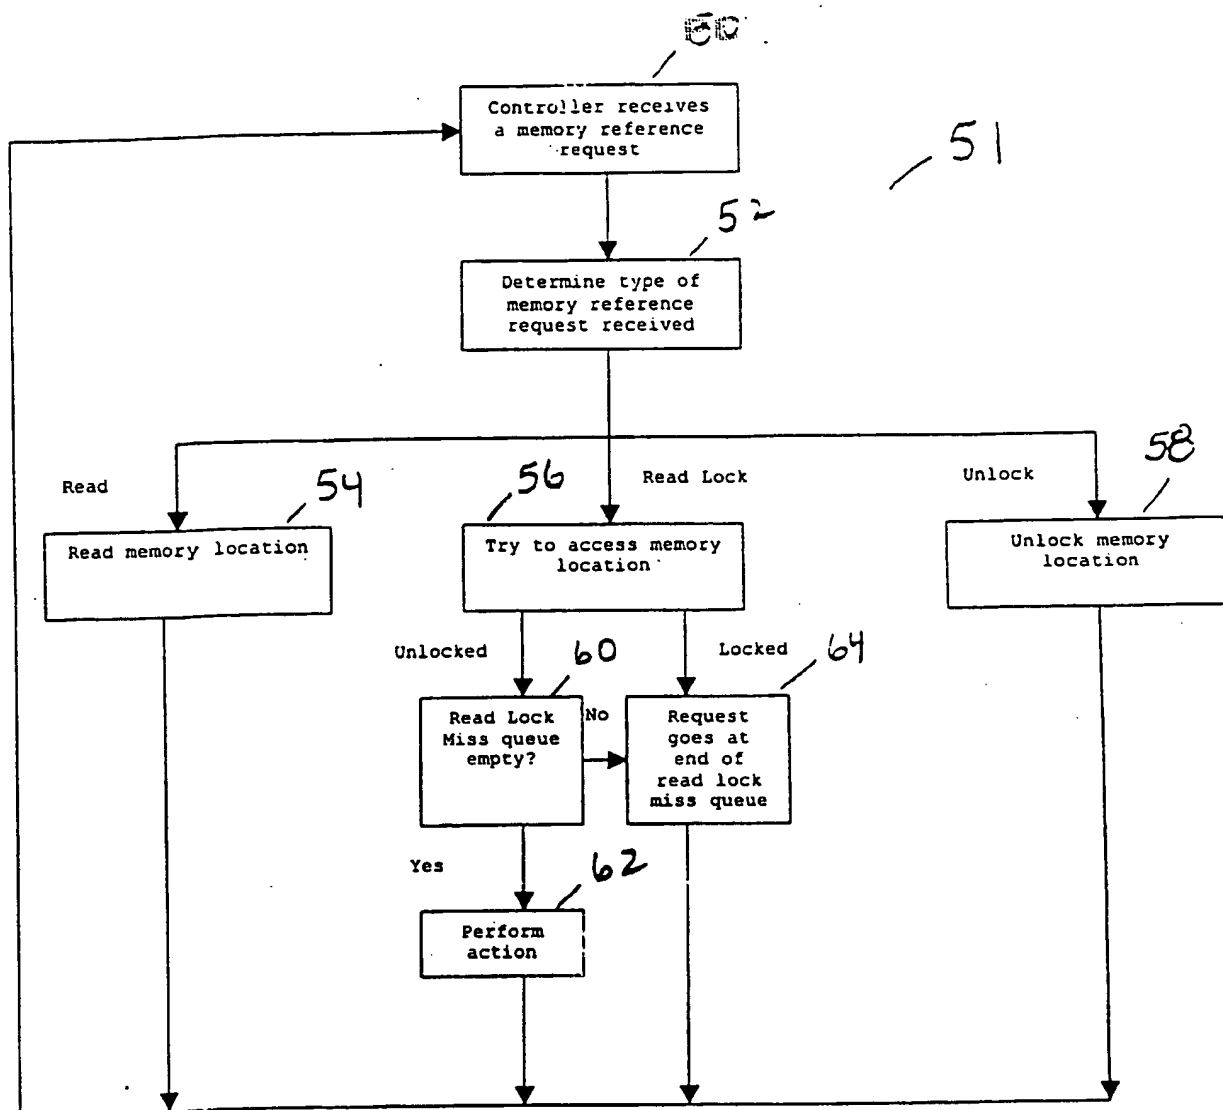 Controller receives
a memory reference
request
51
52
Determine type of
memory reference
request received
Read
54
56
Read Lock
Unlock
58
Read memory location
Try to access memory
location
Unlock memory
location
Unlocked
60
Locked
64
Read Lock
Miss queue
empty?
No
Request
goes at
end of
read lock
miss queue
Yes
62
Perform
action